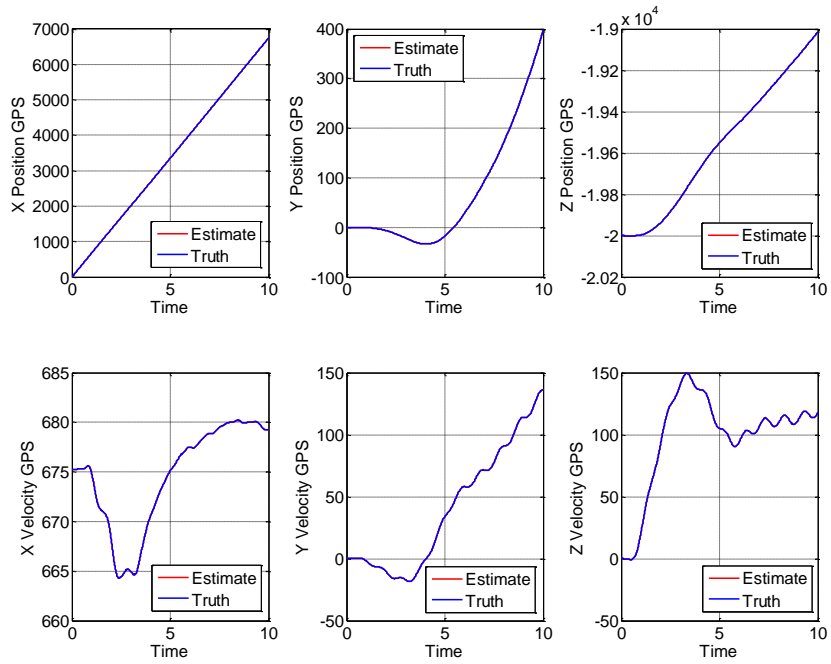 x 10^4
7000
6000
5000
4000
3000
2000
1000
0
X Position GPS
0 5 10
Time
Estimate
Truth
400
300
200
100
0
-100
Y Position GPS
0 5 10
Time
Estimate
Truth
-1.9
-1.92
-1.94
-1.96
-1.98
-2
-2.02
Z Position GPS
0 5 10
Time
Estimate
Truth
685
680
675
670
665
660
X Velocity GPS
0 5 10
Time
Estimate
Truth
150
100
50
0
-50
Y Velocity GPS
0 5 10
Time
Estimate
Truth
150
100
50
0
-50
Z Velocity GPS
0 5 10
Time
Estimate
Truth